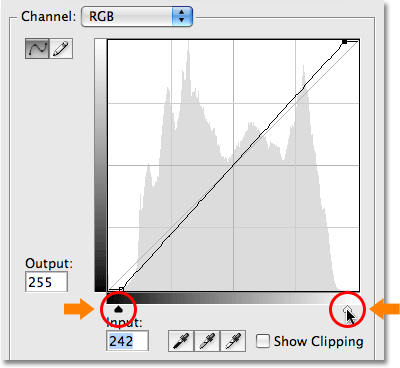 Channel: RGB
Output:
255
Input:
242
Show Clipping